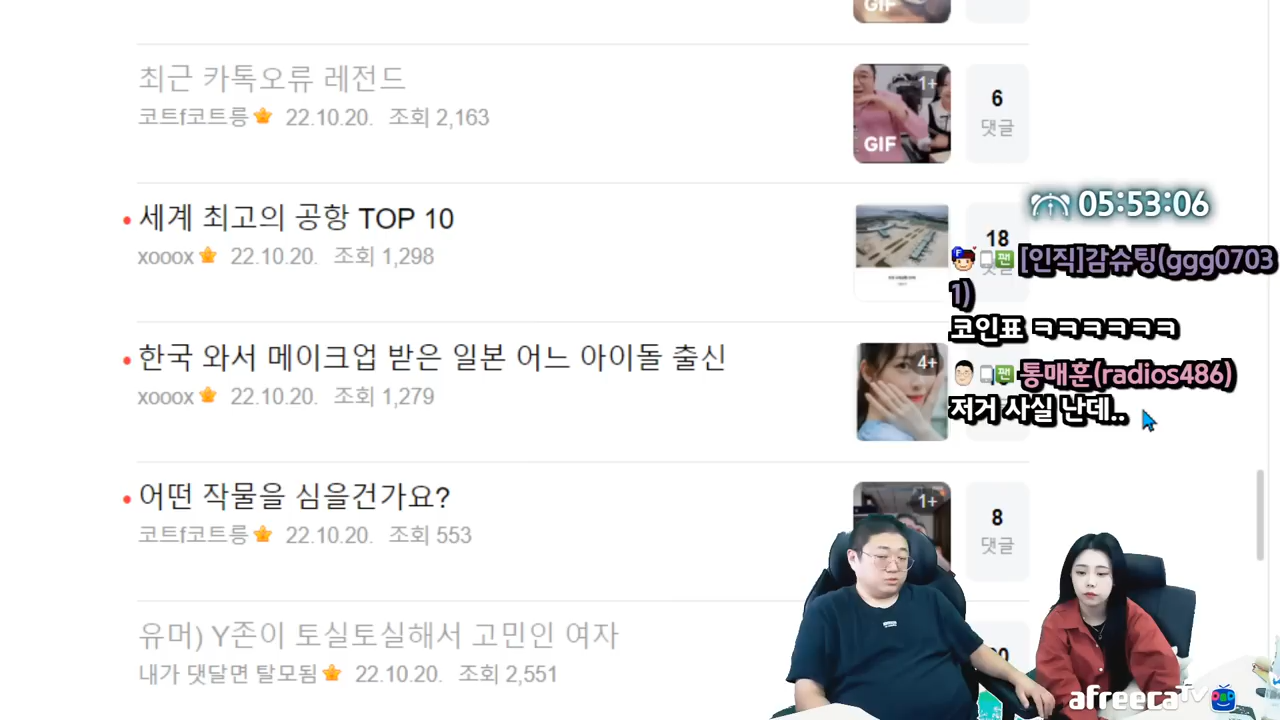 GIF
최근 카톡오류 레전드
코트f코트릉 22.10.20. 조회 2,163
1+
GIF
6
댓글
05:53:06
세계 최고의 공항 TOP 10
xooox 22.10.20. 조회 1,298
18
댓글
팬 [인직]감슈팅(ggg0703
1)
코인표 ㅋㅋㅋㅋㅋㅋ
한국 와서 메이크업 받은 일본 어느 아이돌 출신
xooox 22.10.20. 조회 1,279
4+
팬 통매훈(radios486)
저거 사실 난데..
어떤 작물을 심을건가요?
코트f코트릉 22.10.20. 조회 553
1+
8
댓글
유머) Y존이 토실토실해서 고민인 여자
내가 댓달면 탈모됨 22.10.20. 조회 2,551
afreecaTV